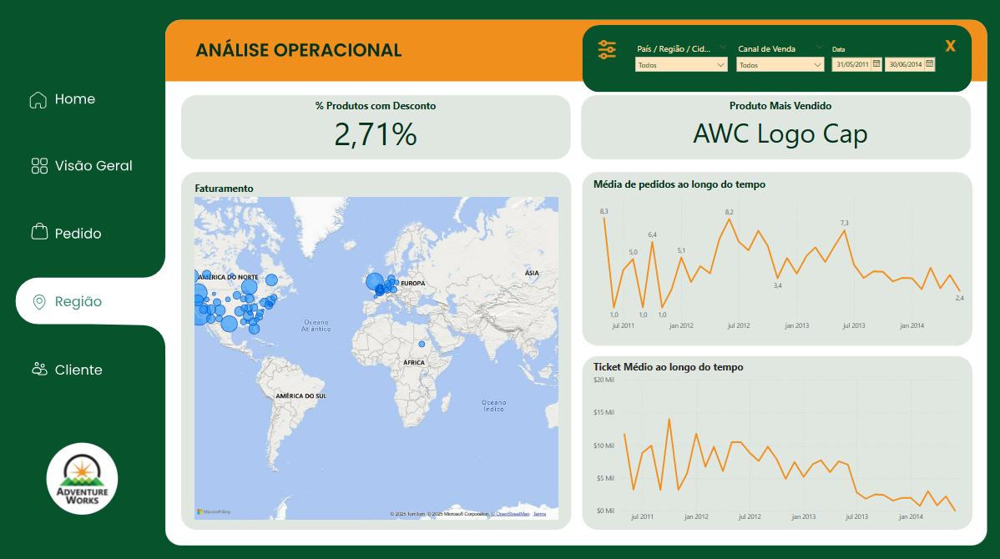 ANÁLISE OPERACIONAL
País / Região / Cid...
Canal de Venda
Data
Todos
Todos
31/05/2011
30/06/2014
X
Home
Visão Geral
Pedido
Região
Cliente
ADVENTURE
WORKS
% Produtos com Desconto
2,71%
Produto Mais Vendido
AWC Logo Cap
Faturamento
AMÉRICA DO NORTE
EUROPA
ÁSIA
Oceano
Atlântico
ÁFRICA
AMÉRICA DO SUL
Oceano
Índico
Microsoft Bing
© 2025 TomTom, © 2025 Microsoft Corporation, © OpenStreetMap Terms
Média de pedidos ao longo do tempo
8,3
1,0
5,0
1,0
6,4
1,0
5,1
8,2
3,4
7,3
2,4
jul 2011
jan 2012
jul 2012
jan 2013
jul 2013
jan 2014
Ticket Médio ao longo do tempo
$20 Mil
$15 Mil
$10 Mil
$5 Mil
$0 Mil
jul 2011
jan 2012
jul 2012
jan 2013
jul 2013
jan 2014